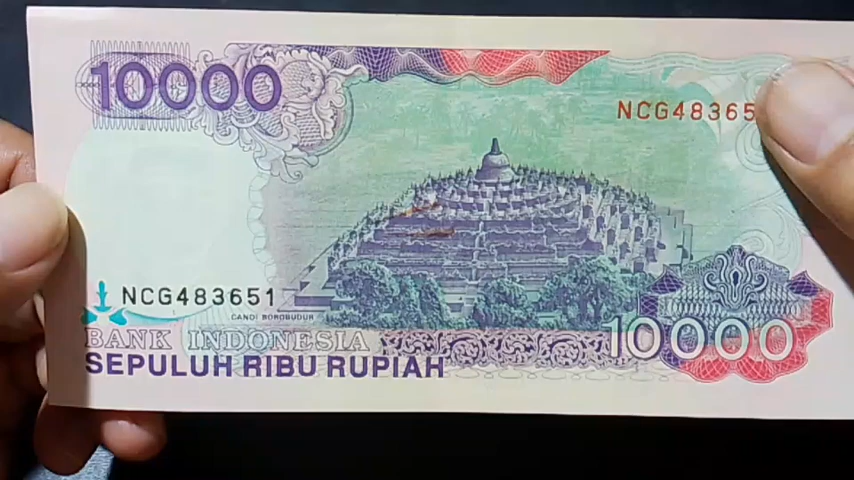 10000
NCG48365
NCG483651
CANDI BOROBUDUR
BANK INDONESIA
SEPULUH RIBU RUPIAH
10000